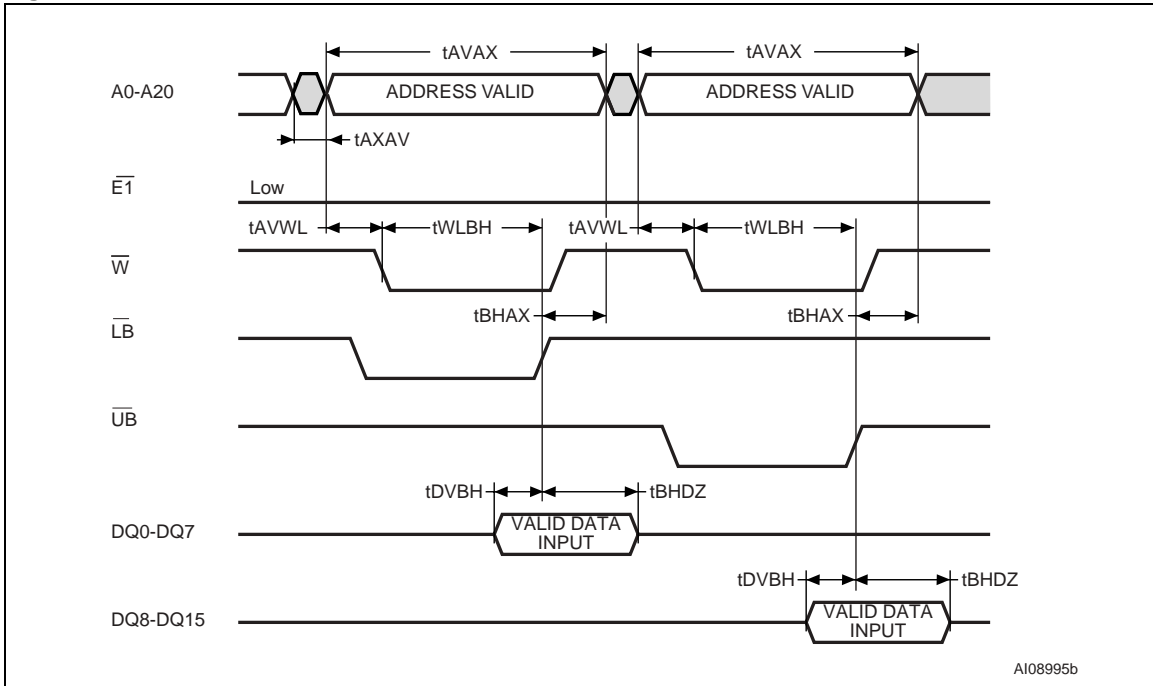 tAVAX tAVAX
A0-A20 ADDRESS VALID ADDRESS VALID
tAXAV
E1 Low
tAVWL tWLBH tAVWL tWLBH
W
tBHAX tBHAX
LB
UB
tDVBH tBHDZ
DQ0-DQ7 VALID DATA
INPUT
tDVBH tBHDZ
DQ8-DQ15 VALID DATA
INPUT
AI08995b